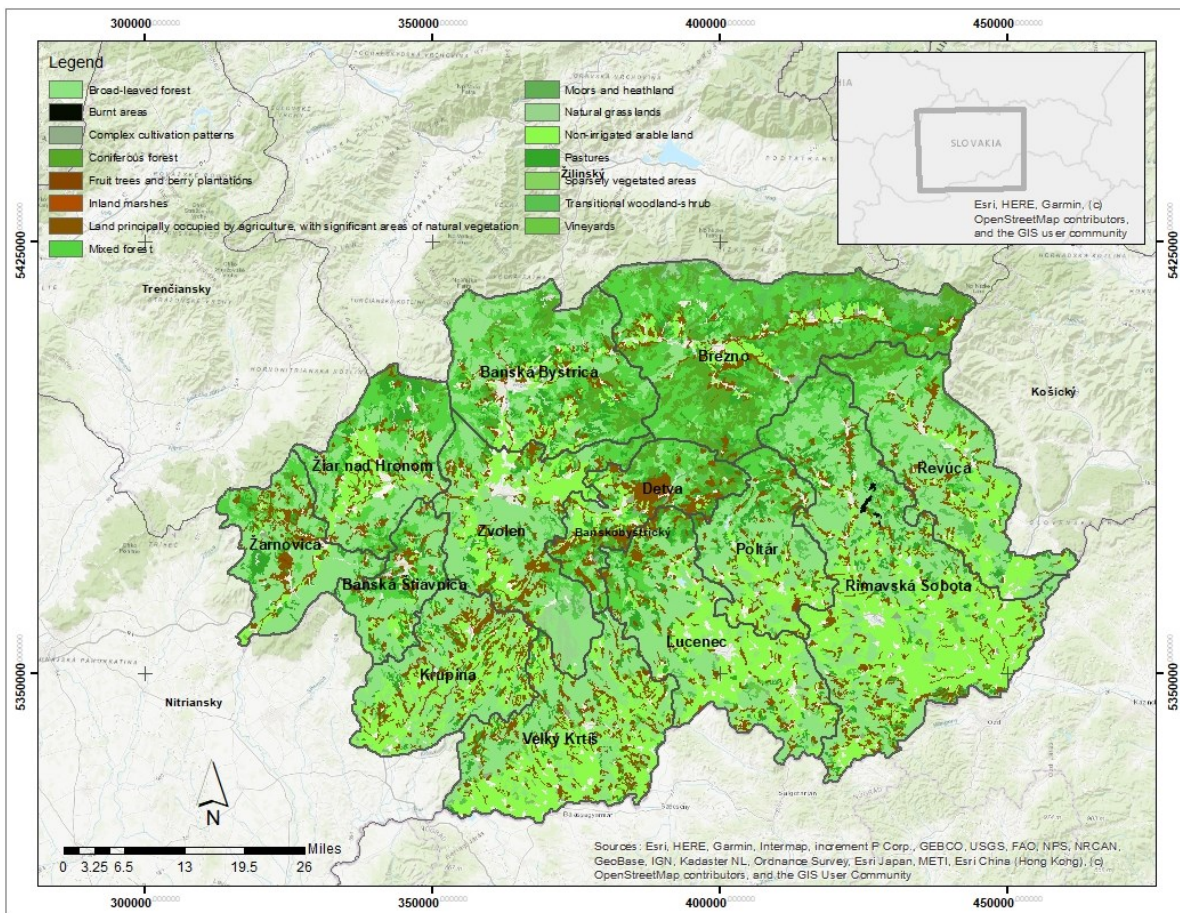 300000
350000
400000
450000
Legend
Broad-leaved forest
Burnt areas
Complex cultivation patterns
Coniferous forest
Fruit trees and berry plantations
Inland marshes
Land principally occupied by agriculture, with significant areas of natural vegetation
Mixed forest
Moors and heathland
Natural grasslands
Non-irrigated arable land
Pastures
Sparsely vegetated areas
Transitional woodland-shrub
Vineyards
SLOVAKIA
Esri, HERE, Garmin, (c)
OpenStreetMap contributors,
and the GIS user community
5425000
5425000
Žilinský
Trenčiansky
Košický
Brezno
Banská Bystrica
Žiar nad Hronom
Revúca
Detva
Zvolen
Banskobystrický
Žarnovica
Poltár
Banská Štiavnica
Rimavská Sobota
Lucenec
Krupina
Nitriansky
Velký Krtíš
5350000
5350000
N
Miles
0 3.25 6.5 13 19.5 26
Sources: Esri, HERE, Garmin, Intermap, increment P Corp., GEBCO, USGS, FAO, NPS, NRCAN,
GeoBase, IGN, Kadaster NL, Ordnance Survey, Esri Japan, METI, Esri China (Hong Kong), (c)
OpenStreetMap contributors, and the GIS User Community
300000
350000
400000
450000